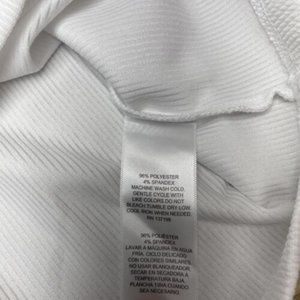 96% POLYESTER
4% SPANDEX
MACHINE WASH COLD,
GENTLE CYCLE WITH
LIKE COLORS DO NOT
BLEACH TUMBLE DRY-LOW.
COOL IRON WHEN NEEDED.
RN 137199
96% POLIESTER
4% SPANDEX
LAVAR A MAQUINA EN AGUA
FRIA, CICLO DELICADO
CON COLORES SIMILARES.
NO USAR BLANQUEADOR,
SECAR EN SECADORA A
TEMPERATURA BAJA,
PLANCHA TIBIA CUANDO
SEA NECESARIO